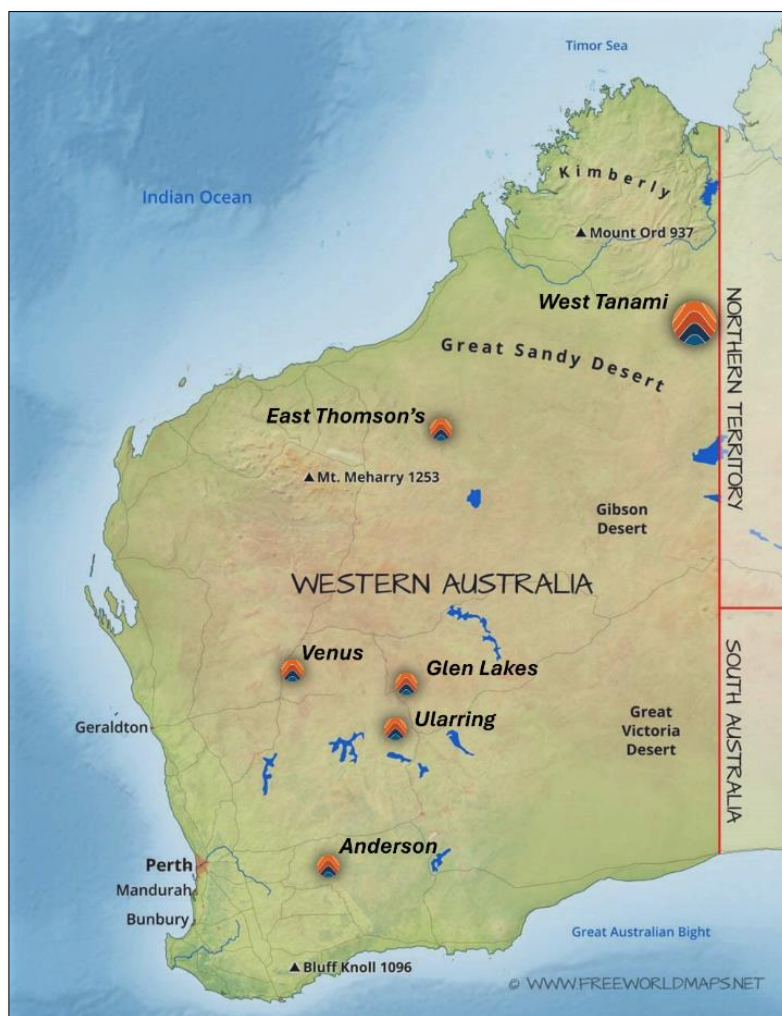 Timor Sea
Kimberly
Indian Ocean
▲ Mount Ord 937
West Tanami
NORTHERN TERRITORY
Great Sandy Desert
East Thomson's
▲ Mt. Meharry 1253
Gibson
Desert
WESTERN AUSTRALIA
Venus
Glen Lakes
SOUTH AUSTRALIA
Ularring
Great
Victoria
Desert
Geraldton
Anderson
Perth
Mandurah
Bunbury
Great Australian Bight
▲ Bluff Knoll 1096
© WWW.FREEWORLDMAPS.NET